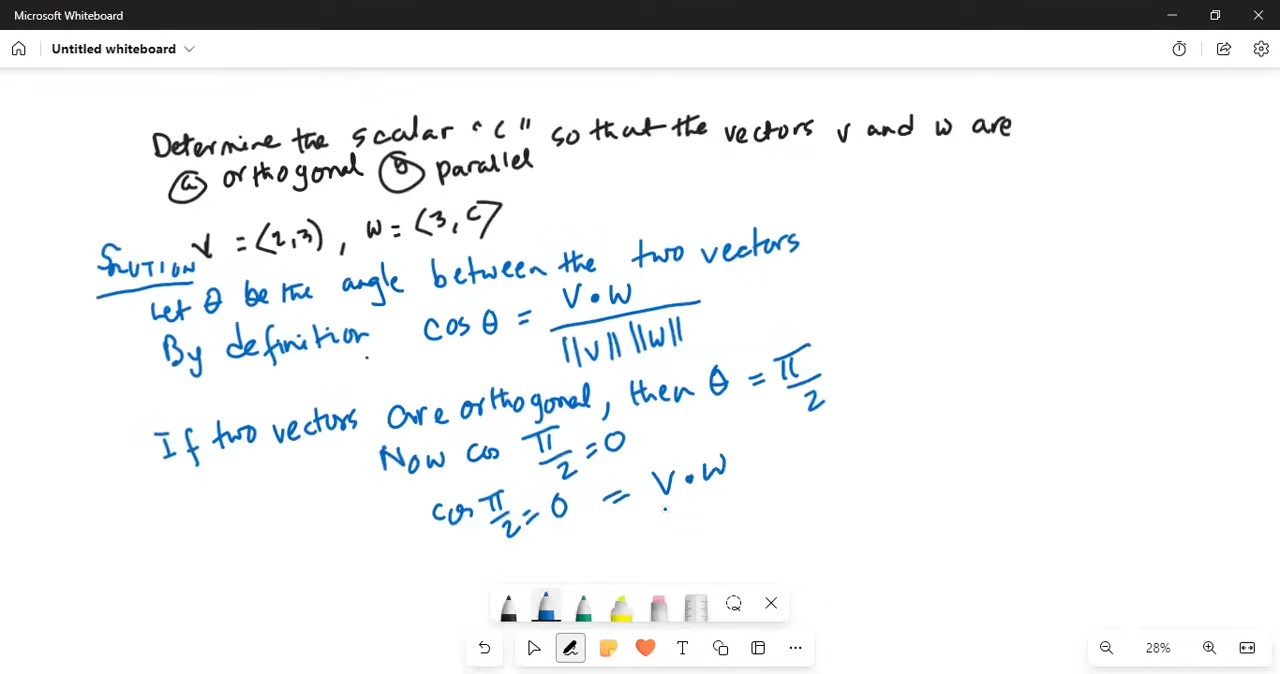 Microsoft Whiteboard
Untitled whiteboard
Determine the scalar "c" so that the vectors v and w are
(a) orthogonal (b) parallel
v = ⟨2,3⟩, w = ⟨3, c⟩
SOLUTION
Let θ be the angle between the two vectors
By definition cos θ = v • w / ||v|| ||w||
If two vectors are orthogonal, then θ = π/2
Now cos π/2 = 0
cos π/2 = 0 = v • w
28%